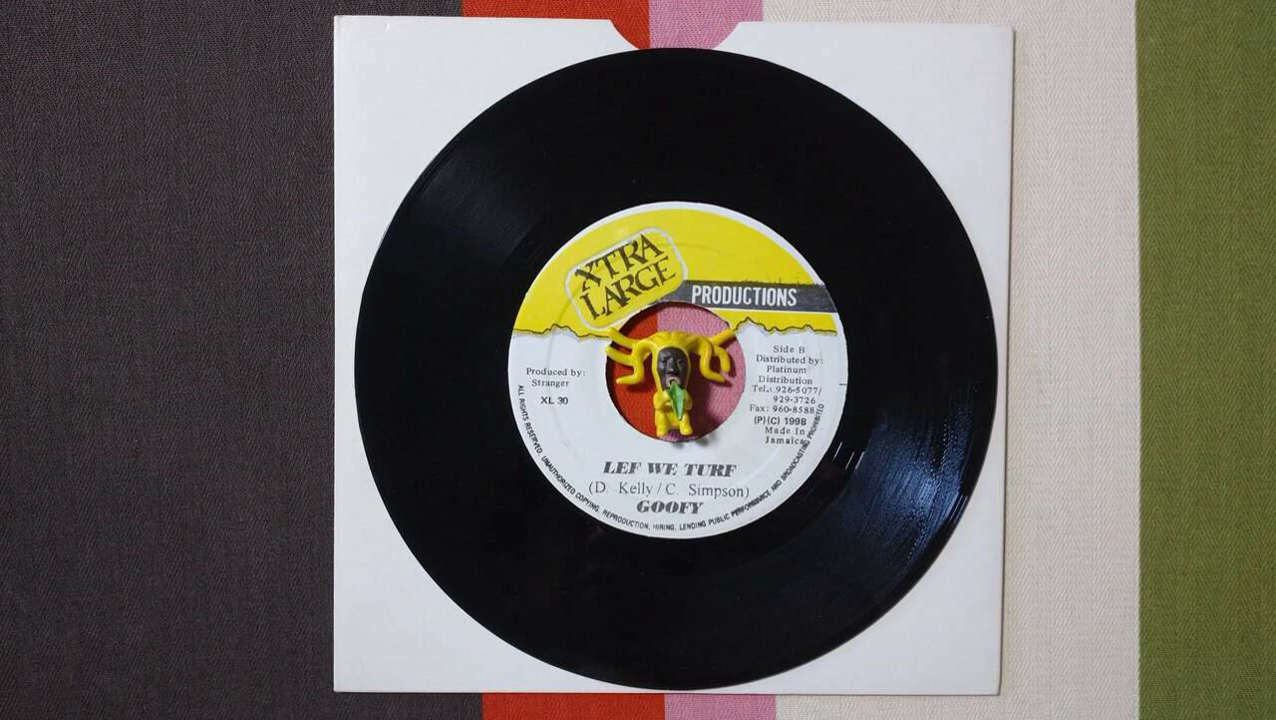 XTRA
LARGE
PRODUCTIONS
Produced by:
Stranger
XL 30
Side B
Distributed by:
Platinum
Distribution
Tel,: 926-5077/
929-3726
Fax: 960-8588
(P)(C) 1998
Made In
Jamaica
LEF WE TURF
(D. Kelly / C. Simpson)
GOOFY
ALL RIGHTS RESERVED, UNAUTHORIZED COPYING, REPRODUCTION, HIRING, LENDING PUBLIC PERFORMANCE AND BROADCASTING PROHIBITED